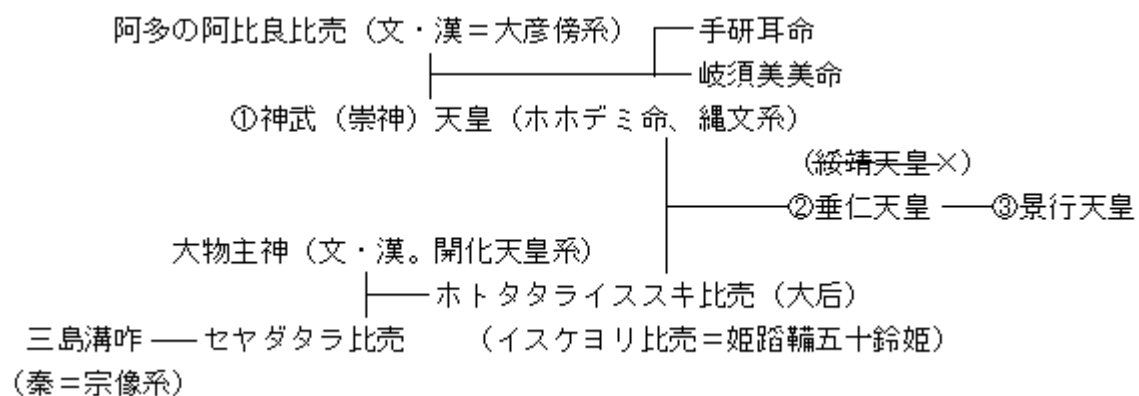 阿多の阿比良比売（文・漢＝大彦傍系） 手研耳命
岐須美美命
①神武（崇神）天皇（ホホデミ命、縄文系）
（綏靖天皇×）
②垂仁天皇 ③景行天皇
大物主神（文・漢。開化天皇系）
ホトタタライススキ比売（大后）
三島溝咋 セヤダタラ比売 （イスケヨリ比売＝姫蹈鞴五十鈴姫）
（秦＝宗像系）